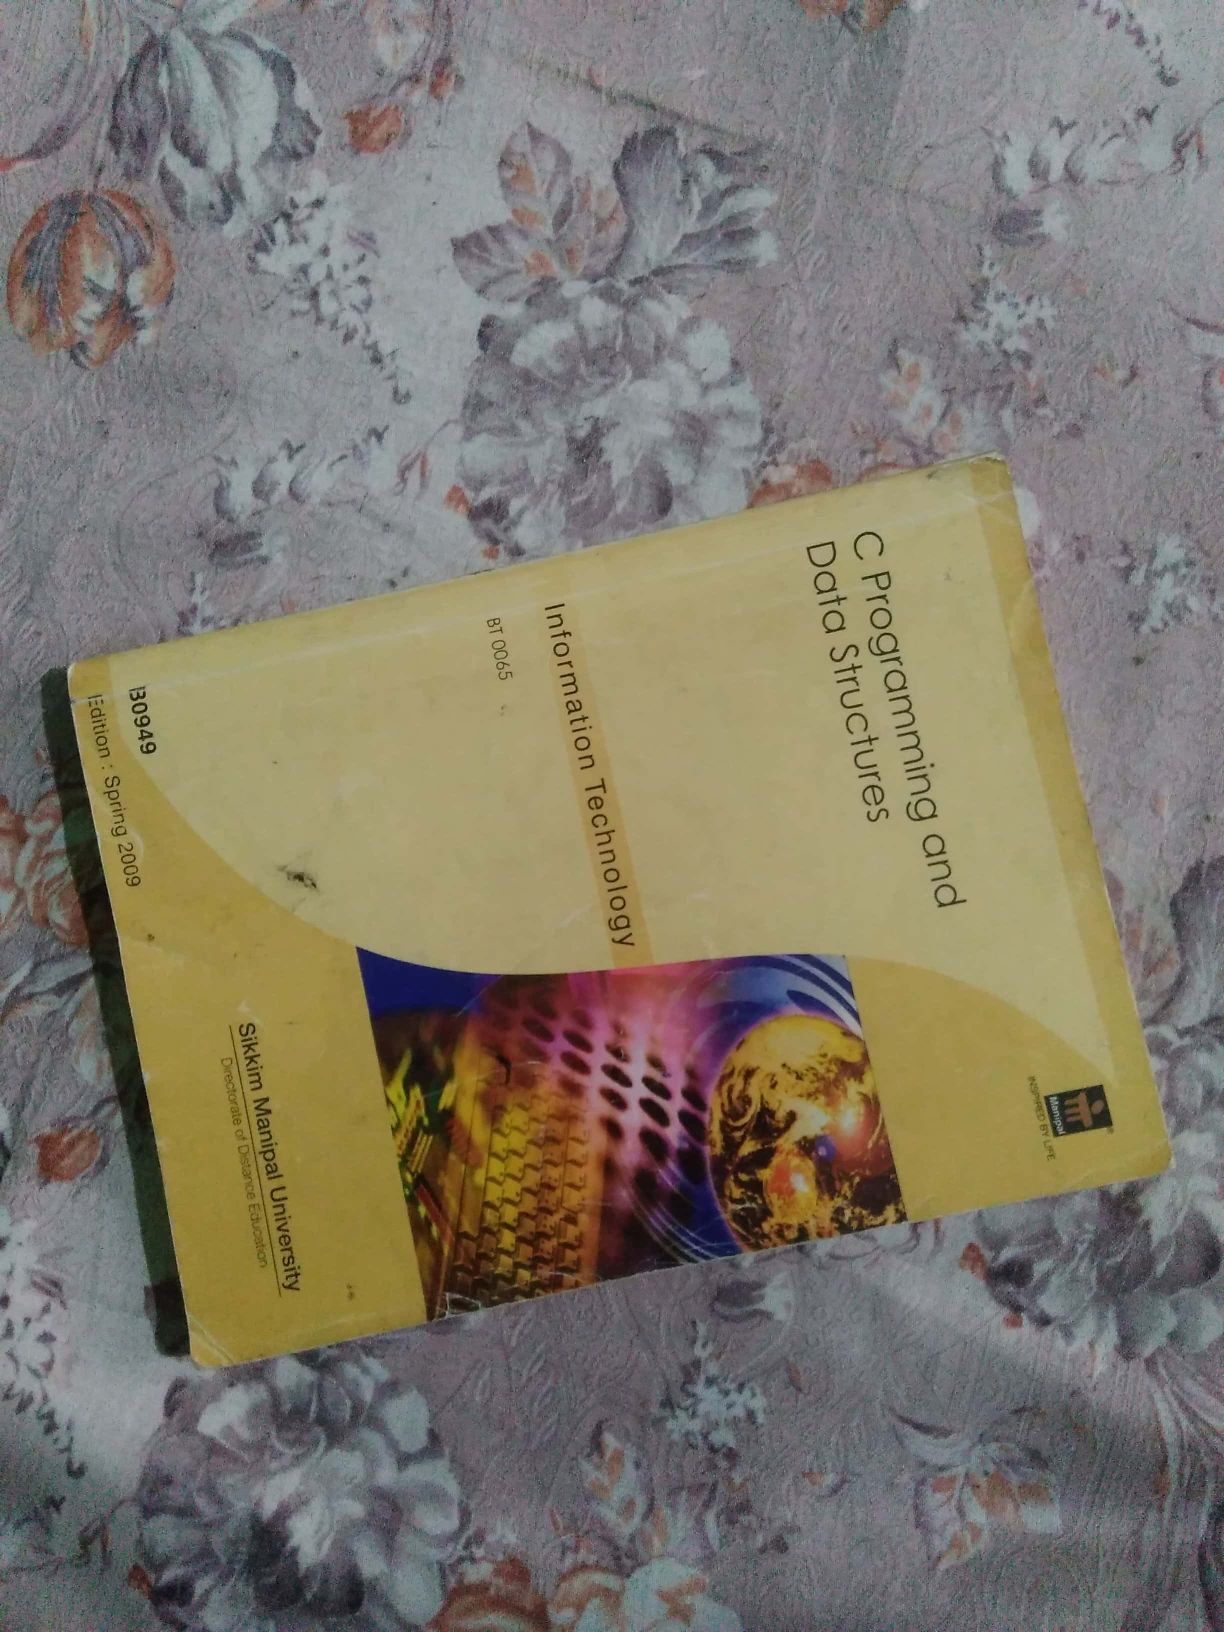 C Programming and
Data Structures
Information Technology
BT 0065
B0949
Edition : Spring 2009
Manipal
INSPIRED BY LIFE
Sikkim Manipal University
Directorate of Distance Education